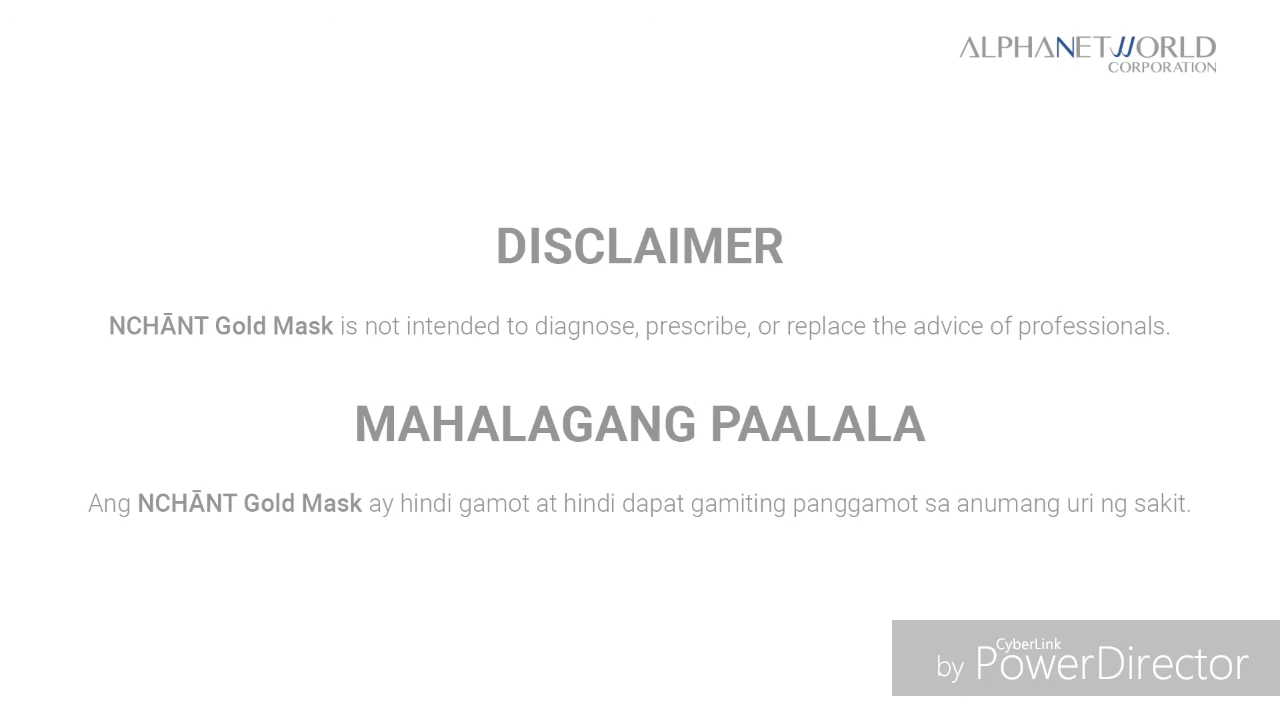 ALPHANETWORLD
CORPORATION
DISCLAIMER
NCHĀNT Gold Mask is not intended to diagnose, prescribe, or replace the advice of professionals.
MAHALAGANG PAALALA
Ang NCHĀNT Gold Mask ay hindi gamot at hindi dapat gamiting panggamot sa anumang uri ng sakit.
CyberLink
by PowerDirector